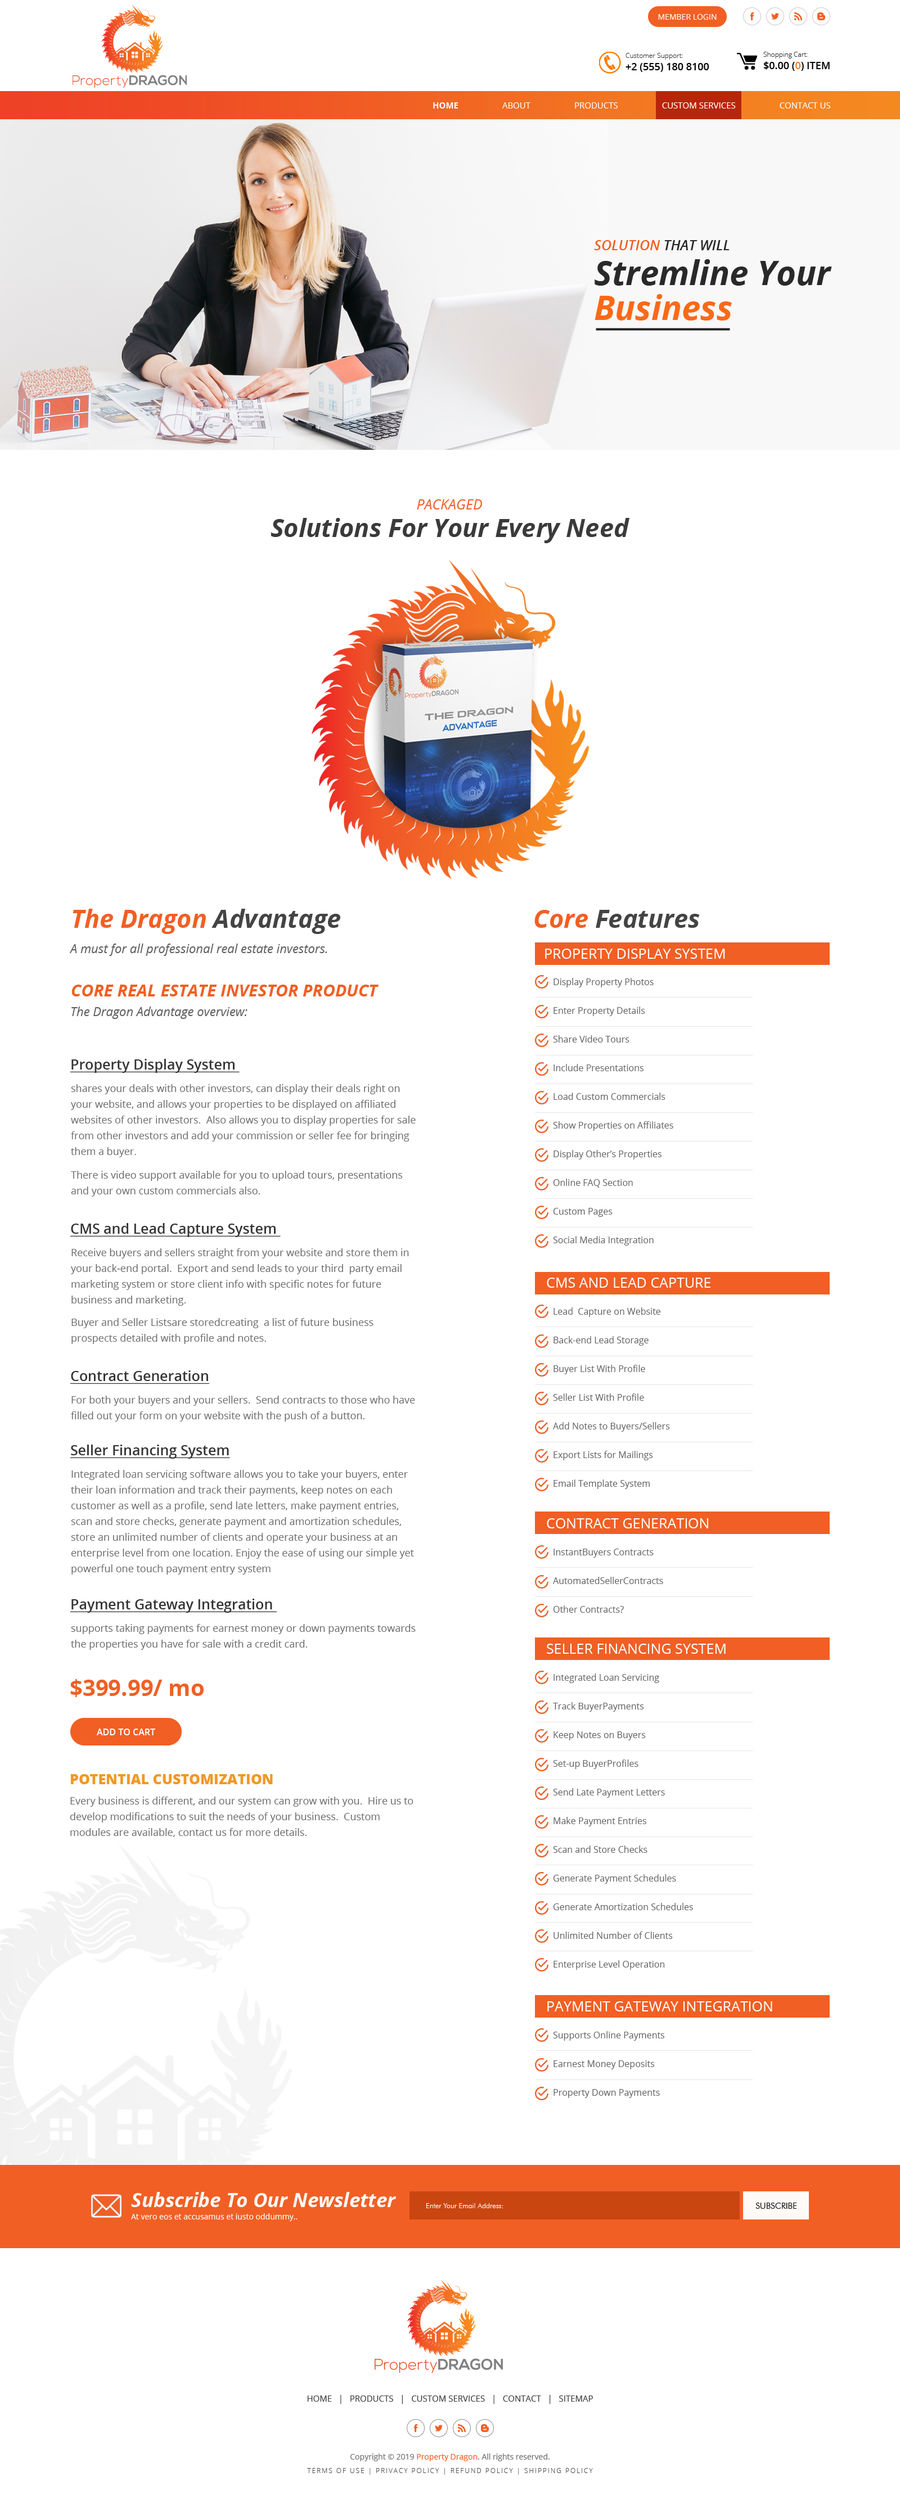 MEMBER LOGIN
Customer Support:
+2 (555) 180 8100
Shopping Cart:
$0.00 (0) ITEM
PropertyDRAGON
HOME
ABOUT
PRODUCTS
CUSTOM SERVICES
CONTACT US
SOLUTION THAT WILL
Stremline Your
Business
PACKAGED
Solutions For Your Every Need
PropertyDRAGON
PropertyDRAGON
THE DRAGON
ADVANTAGE
The Dragon Advantage
A must for all professional real estate investors.
CORE REAL ESTATE INVESTOR PRODUCT
The Dragon Advantage overview:
Property Display System
shares your deals with other investors, can display their deals right on
your website, and allows your properties to be displayed on affiliated
websites of other investors.  Also allows you to display properties for sale
from other investors and add your commission or seller fee for bringing
them a buyer.
There is video support available for you to upload tours, presentations
and your own custom commercials also.
CMS and Lead Capture System
Receive buyers and sellers straight from your website and store them in
your back-end portal.  Export and send leads to your third  party email
marketing system or store client info with specific notes for future
business and marketing.
Buyer and Seller Listsare storedcreating  a list of future business
prospects detailed with profile and notes.
Contract Generation
For both your buyers and your sellers.  Send contracts to those who have
filled out your form on your website with the push of a button.
Seller Financing System
Integrated loan servicing software allows you to take your buyers, enter
their loan information and track their payments, keep notes on each
customer as well as a profile, send late letters, make payment entries,
scan and store checks, generate payment and amortization schedules,
store an unlimited number of clients and operate your business at an
enterprise level from one location. Enjoy the ease of using our simple yet
powerful one touch payment entry system
Payment Gateway Integration
supports taking payments for earnest money or down payments towards
the properties you have for sale with a credit card.
$399.99/ mo
ADD TO CART
POTENTIAL CUSTOMIZATION
Every business is different, and our system can grow with you.  Hire us to
develop modifications to suit the needs of your business.  Custom
modules are available, contact us for more details.
Core Features
PROPERTY DISPLAY SYSTEM
Display Property Photos
Enter Property Details
Share Video Tours
Include Presentations
Load Custom Commercials
Show Properties on Affiliates
Display Other's Properties
Online FAQ Section
Custom Pages
Social Media Integration
CMS AND LEAD CAPTURE
Lead  Capture on Website
Back-end Lead Storage
Buyer List With Profile
Seller List With Profile
Add Notes to Buyers/Sellers
Export Lists for Mailings
Email Template System
CONTRACT GENERATION
InstantBuyers Contracts
AutomatedSellerContracts
Other Contracts?
SELLER FINANCING SYSTEM
Integrated Loan Servicing
Track BuyerPayments
Keep Notes on Buyers
Set-up BuyerProfiles
Send Late Payment Letters
Make Payment Entries
Scan and Store Checks
Generate Payment Schedules
Generate Amortization Schedules
Unlimited Number of Clients
Enterprise Level Operation
PAYMENT GATEWAY INTEGRATION
Supports Online Payments
Earnest Money Deposits
Property Down Payments
Subscribe To Our Newsletter
At vero eos et accusamus et iusto oddummy..
Enter Your Email Address:
SUBSCRIBE
PropertyDRAGON
HOME | PRODUCTS | CUSTOM SERVICES | CONTACT | SITEMAP
Copyright © 2019 Property Dragon. All rights reserved.
TERMS OF USE | PRIVACY POLICY | REFUND POLICY | SHIPPING POLICY